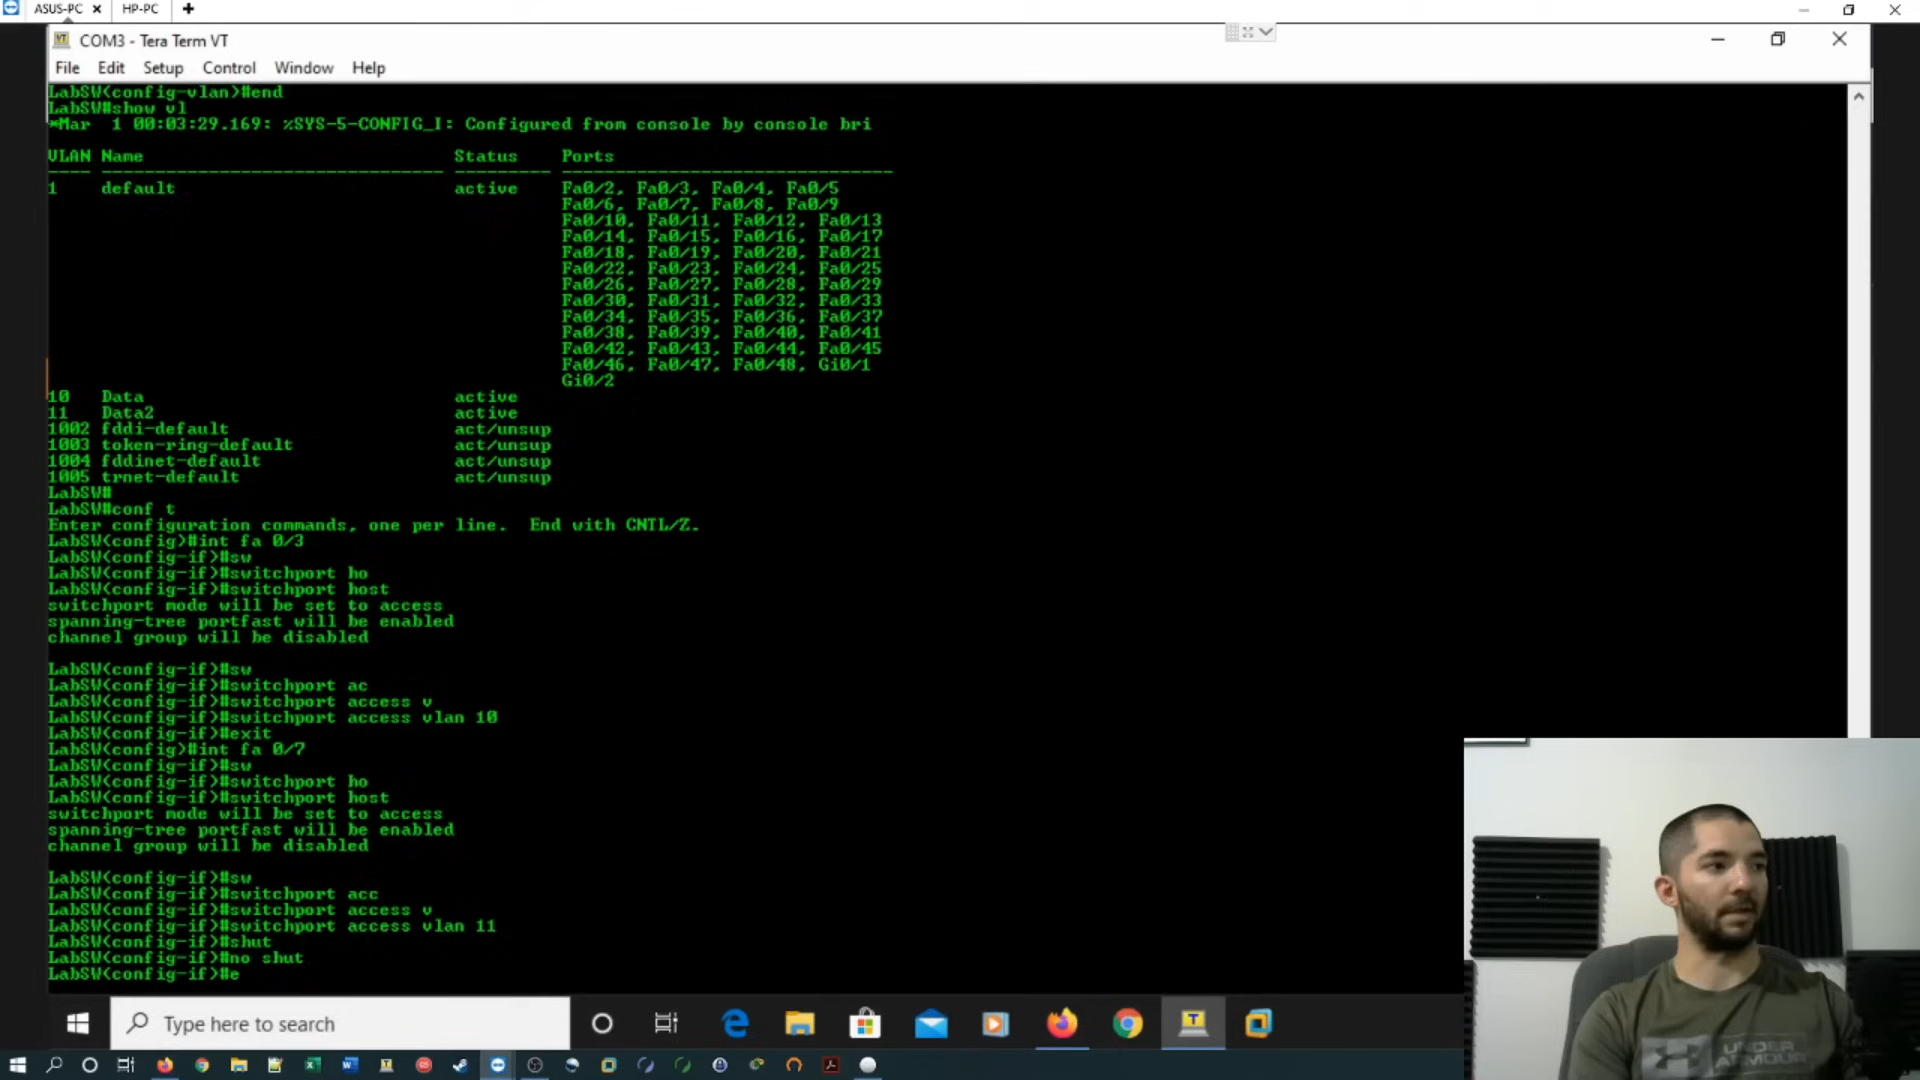 ASUS-PC
HP-PC
COM3 - Tera Term VT
File Edit Setup Control Window Help
LabSW(config-vlan)#end
LabSW#show vl
*Mar  1 00:03:29.169: %SYS-5-CONFIG_I: Configured from console by console bri
VLAN Name Status Ports
---- -------------------------------- --------- -------------------------------
1 default active Fa0/2, Fa0/3, Fa0/4, Fa0/5
Fa0/6, Fa0/7, Fa0/8, Fa0/9
Fa0/10, Fa0/11, Fa0/12, Fa0/13
Fa0/14, Fa0/15, Fa0/16, Fa0/17
Fa0/18, Fa0/19, Fa0/20, Fa0/21
Fa0/22, Fa0/23, Fa0/24, Fa0/25
Fa0/26, Fa0/27, Fa0/28, Fa0/29
Fa0/30, Fa0/31, Fa0/32, Fa0/33
Fa0/34, Fa0/35, Fa0/36, Fa0/37
Fa0/38, Fa0/39, Fa0/40, Fa0/41
Fa0/42, Fa0/43, Fa0/44, Fa0/45
Fa0/46, Fa0/47, Fa0/48, Gi0/1
Gi0/2
10 Data active
11 Data2 active
1002 fddi-default act/unsup
1003 token-ring-default act/unsup
1004 fddinet-default act/unsup
1005 trnet-default act/unsup
LabSW#
LabSW#conf t
Enter configuration commands, one per line.  End with CNTL/Z.
LabSW(config)#int fa 0/3
LabSW(config-if)#sw
LabSW(config-if)#switchport ho
LabSW(config-if)#switchport host
switchport mode will be set to access
spanning-tree portfast will be enabled
channel group will be disabled
LabSW(config-if)#sw
LabSW(config-if)#switchport ac
LabSW(config-if)#switchport access v
LabSW(config-if)#switchport access vlan 10
LabSW(config-if)#exit
LabSW(config)#int fa 0/7
LabSW(config-if)#sw
LabSW(config-if)#switchport ho
LabSW(config-if)#switchport host
switchport mode will be set to access
spanning-tree portfast will be enabled
channel group will be disabled
LabSW(config-if)#sw
LabSW(config-if)#switchport acc
LabSW(config-if)#switchport access v
LabSW(config-if)#switchport access vlan 11
LabSW(config-if)#shut
LabSW(config-if)#no shut
LabSW(config-if)#e
Type here to search
UNDER
ARMOUR